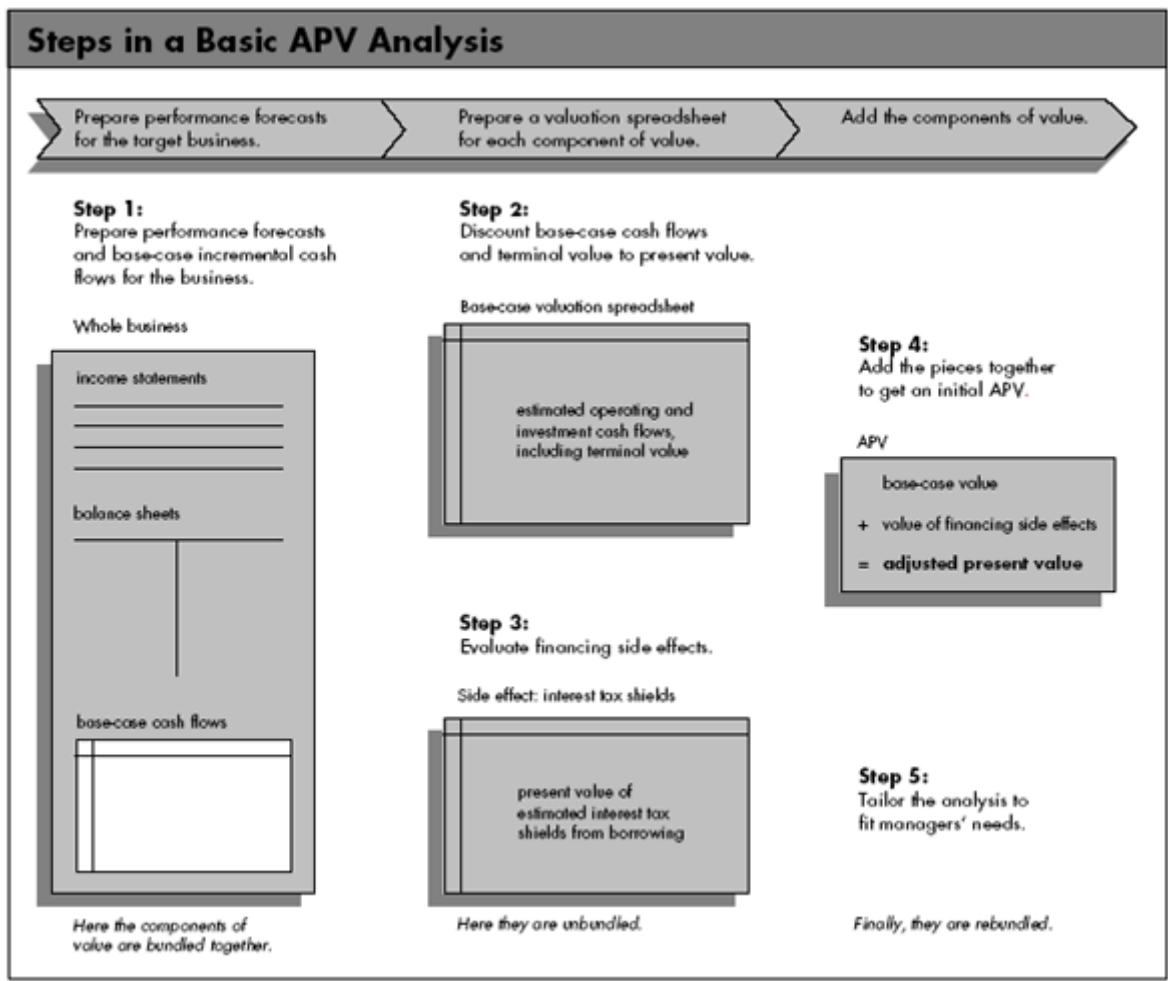 Steps in a Basic APV Analysis
Prepare performance forecasts
for the target business.
Prepare a valuation spreadsheet
for each component of value.
Add the components of value.
Step 1:
Prepare performance forecasts
and base-case incremental cash
flows for the business.
Whole business
income statements
balance sheets
base-case cash flows
Here the components of
value are bundled together.
Step 2:
Discount base-case cash flows
and terminal value to present value.
Base-case valuation spreadsheet
estimated operating and
investment cash flows,
including terminal value
Step 3:
Evaluate financing side effects.
Side effect: interest tax shields
present value of
estimated interest tax
shields from borrowing
Here they are unbundled.
Step 4:
Add the pieces together
to get an initial APV.
APV
base-case value
+ value of financing side effects
= adjusted present value
Step 5:
Tailor the analysis to
fit managers' needs.
Finally, they are rebundled.